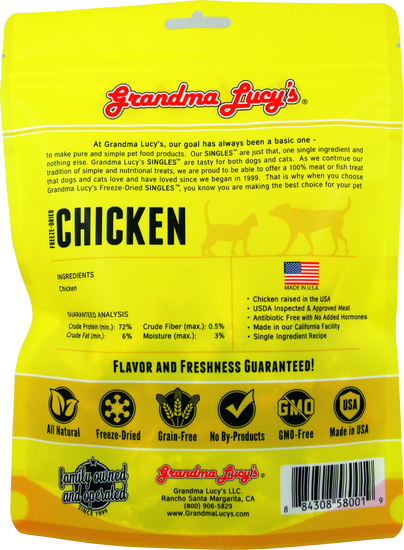 Grandma Lucy's®
At Grandma Lucy's, our goal has always been a basic one -
to make pure and simple pet food products. Our SINGLES™ are just that, one single ingredient and
nothing else. Grandma Lucy's SINGLES™ are tasty for both dogs and cats. As we continue our
tradition of simple and nutritional treats, we are proud to be able to offer a 100% meat or fish treat
that dogs and cats love and have loved since we began in 1999. That is why when you choose
Grandma Lucy's Freeze-Dried SINGLES™, you know you are making the best choice for your pet.
FREEZE-DRIED
CHICKEN
INGREDIENTS
Chicken
MADE IN U.S.A.
GUARANTEED ANALYSIS
Crude Protein (min.): 72% Crude Fiber (max.): 0.5%
Crude Fat (min.): 6% Moisture (max.): 3%
• Chicken raised in the USA
• USDA Inspected & Approved Meat
• Antibiotic Free with No Added Hormones
• Made in our California Facility
• Single Ingredient Recipe
FLAVOR AND FRESHNESS GUARANTEED!
GMO
USA
All Natural Freeze-Dried Grain-Free No By-Products GMO-Free Made in USA
family owned
and operated
SINCE 1999
Grandma Lucy's®
Grandma Lucy's LLC.
Rancho Santa Margarita, CA
(800) 906-5829
www.GrandmaLucys.com
8 84308 58001 9